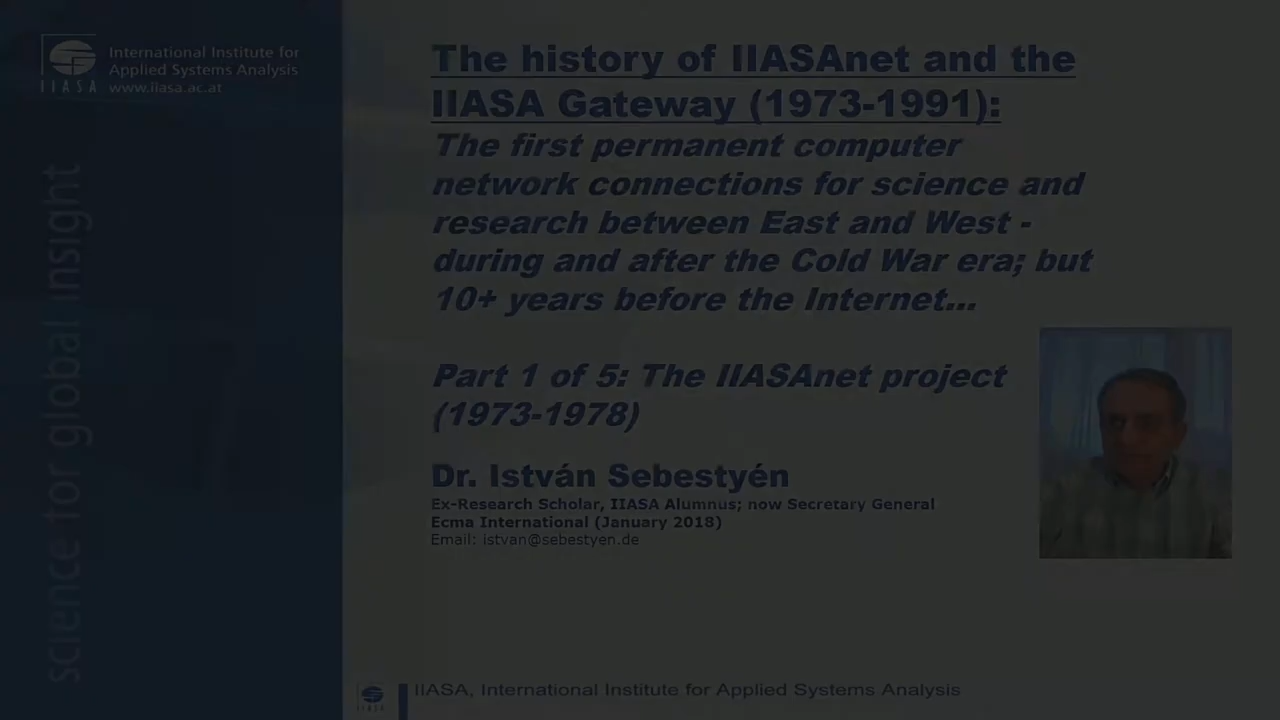 International Institute for
Applied Systems Analysis
www.iiasa.ac.at
IIASA
science for global insight
The history of IIASAnet and the
IIASA Gateway (1973-1991):
The first permanent computer
network connections for science and
research between East and West -
during and after the Cold War era; but
10+ years before the Internet...
Part 1 of 5: The IIASAnet project
(1973-1978)
Dr. István Sebestyén
Ex-Research Scholar, IIASA Alumnus; now Secretary General
Ecma International (January 2018)
Email: istvan@sebestyen.de
IIASA
IIASA, International Institute for Applied Systems Analysis